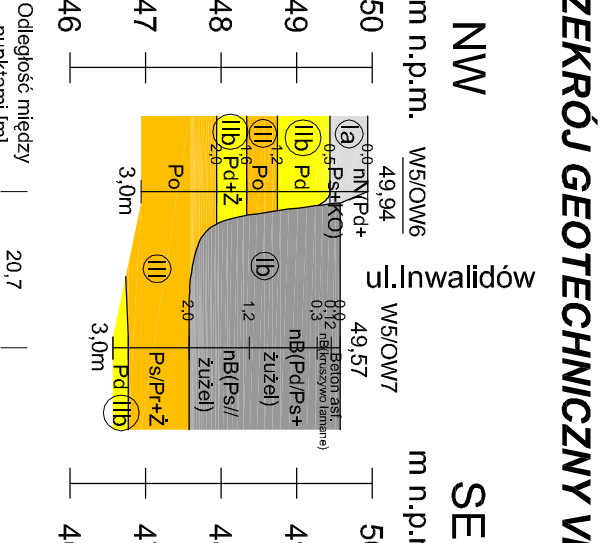 ZEKRÓJ GEOTECHNICZNY
NW
SE
m n.p.m.
m n.p.
50
49
48
47
46
W5/OW6
49,94
0,0
nN(Pd+
Ps+KO)
Ia
0,5
IIb
Pd
1,2
III
Po
1,6
IIb
Pd+Ż
2,0
Po
3,0m
ul.Inwalidów
W5/OW7
49,57
0,0
Beton asf.
0,12
nB(kruszywo łamane)
0,3
nB(Pd/Ps+
żużel)
Ib
1,2
nB(Ps//
żużel)
2,0
III
Ps/Pr+Ż
Pd
IIb
3,0m
Odległość między
punktami [m]
20,7